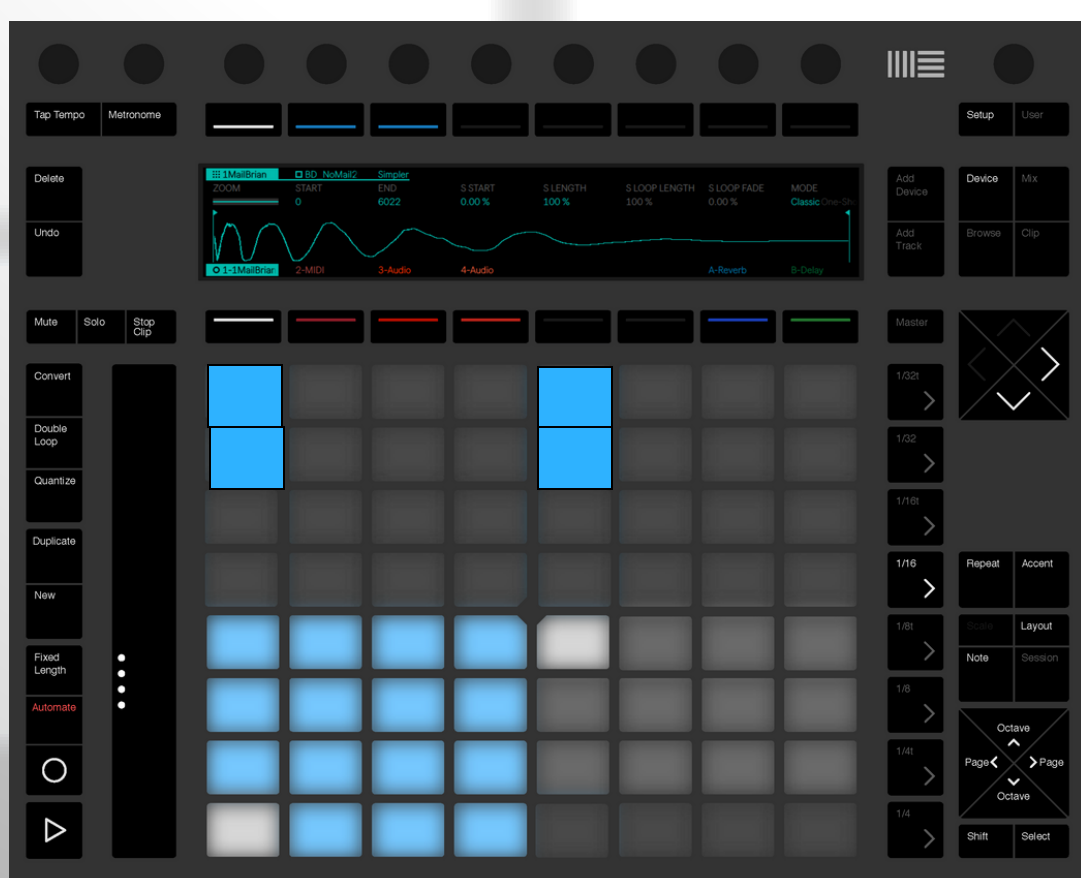 Tap Tempo Metronome Setup User
Delete 1MailBrian BD_NoMail2 Simpler Add Device Device Mix
ZOOM START END S START S LENGTH S LOOP LENGTH S LOOP FADE MODE
0 6022 0.00 % 100 % 100 % 0.00 % Classic One-Sh
Undo Add Track Browse Clip
1-1MailBriar 2-MIDI 3-Audio 4-Audio A-Reverb B-Delay
Mute Solo Stop Clip Master
Convert 1/32t
Double Loop 1/32
Quantize 1/16t
Duplicate
1/16 Repeat Accent
New
1/8t Scale Layout
Fixed Length Note Session
1/8
Automate
Octave
1/4t Page Page
Octave
1/4
Shift Select